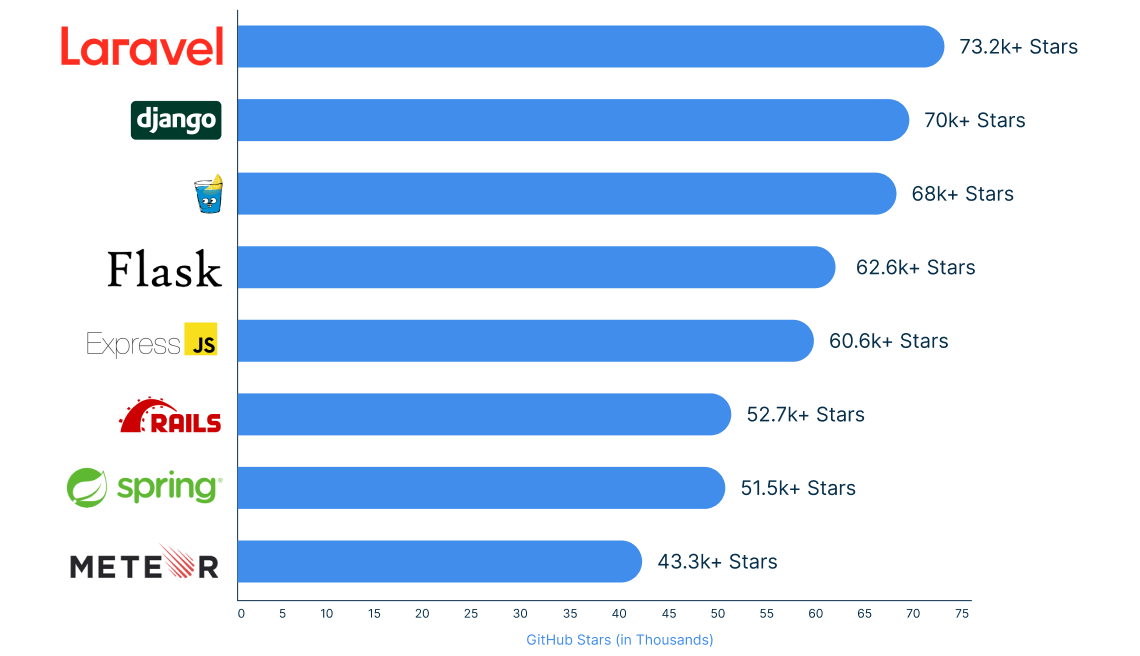 Laravel 73.2k+ Stars
django 70k+ Stars
68k+ Stars
Flask 62.6k+ Stars
Express JS 60.6k+ Stars
RAILS 52.7k+ Stars
spring® 51.5k+ Stars
METEOR 43.3k+ Stars
0 5 10 15 20 25 30 35 40 45 50 55 60 65 70 75
GitHub Stars (in Thousands)